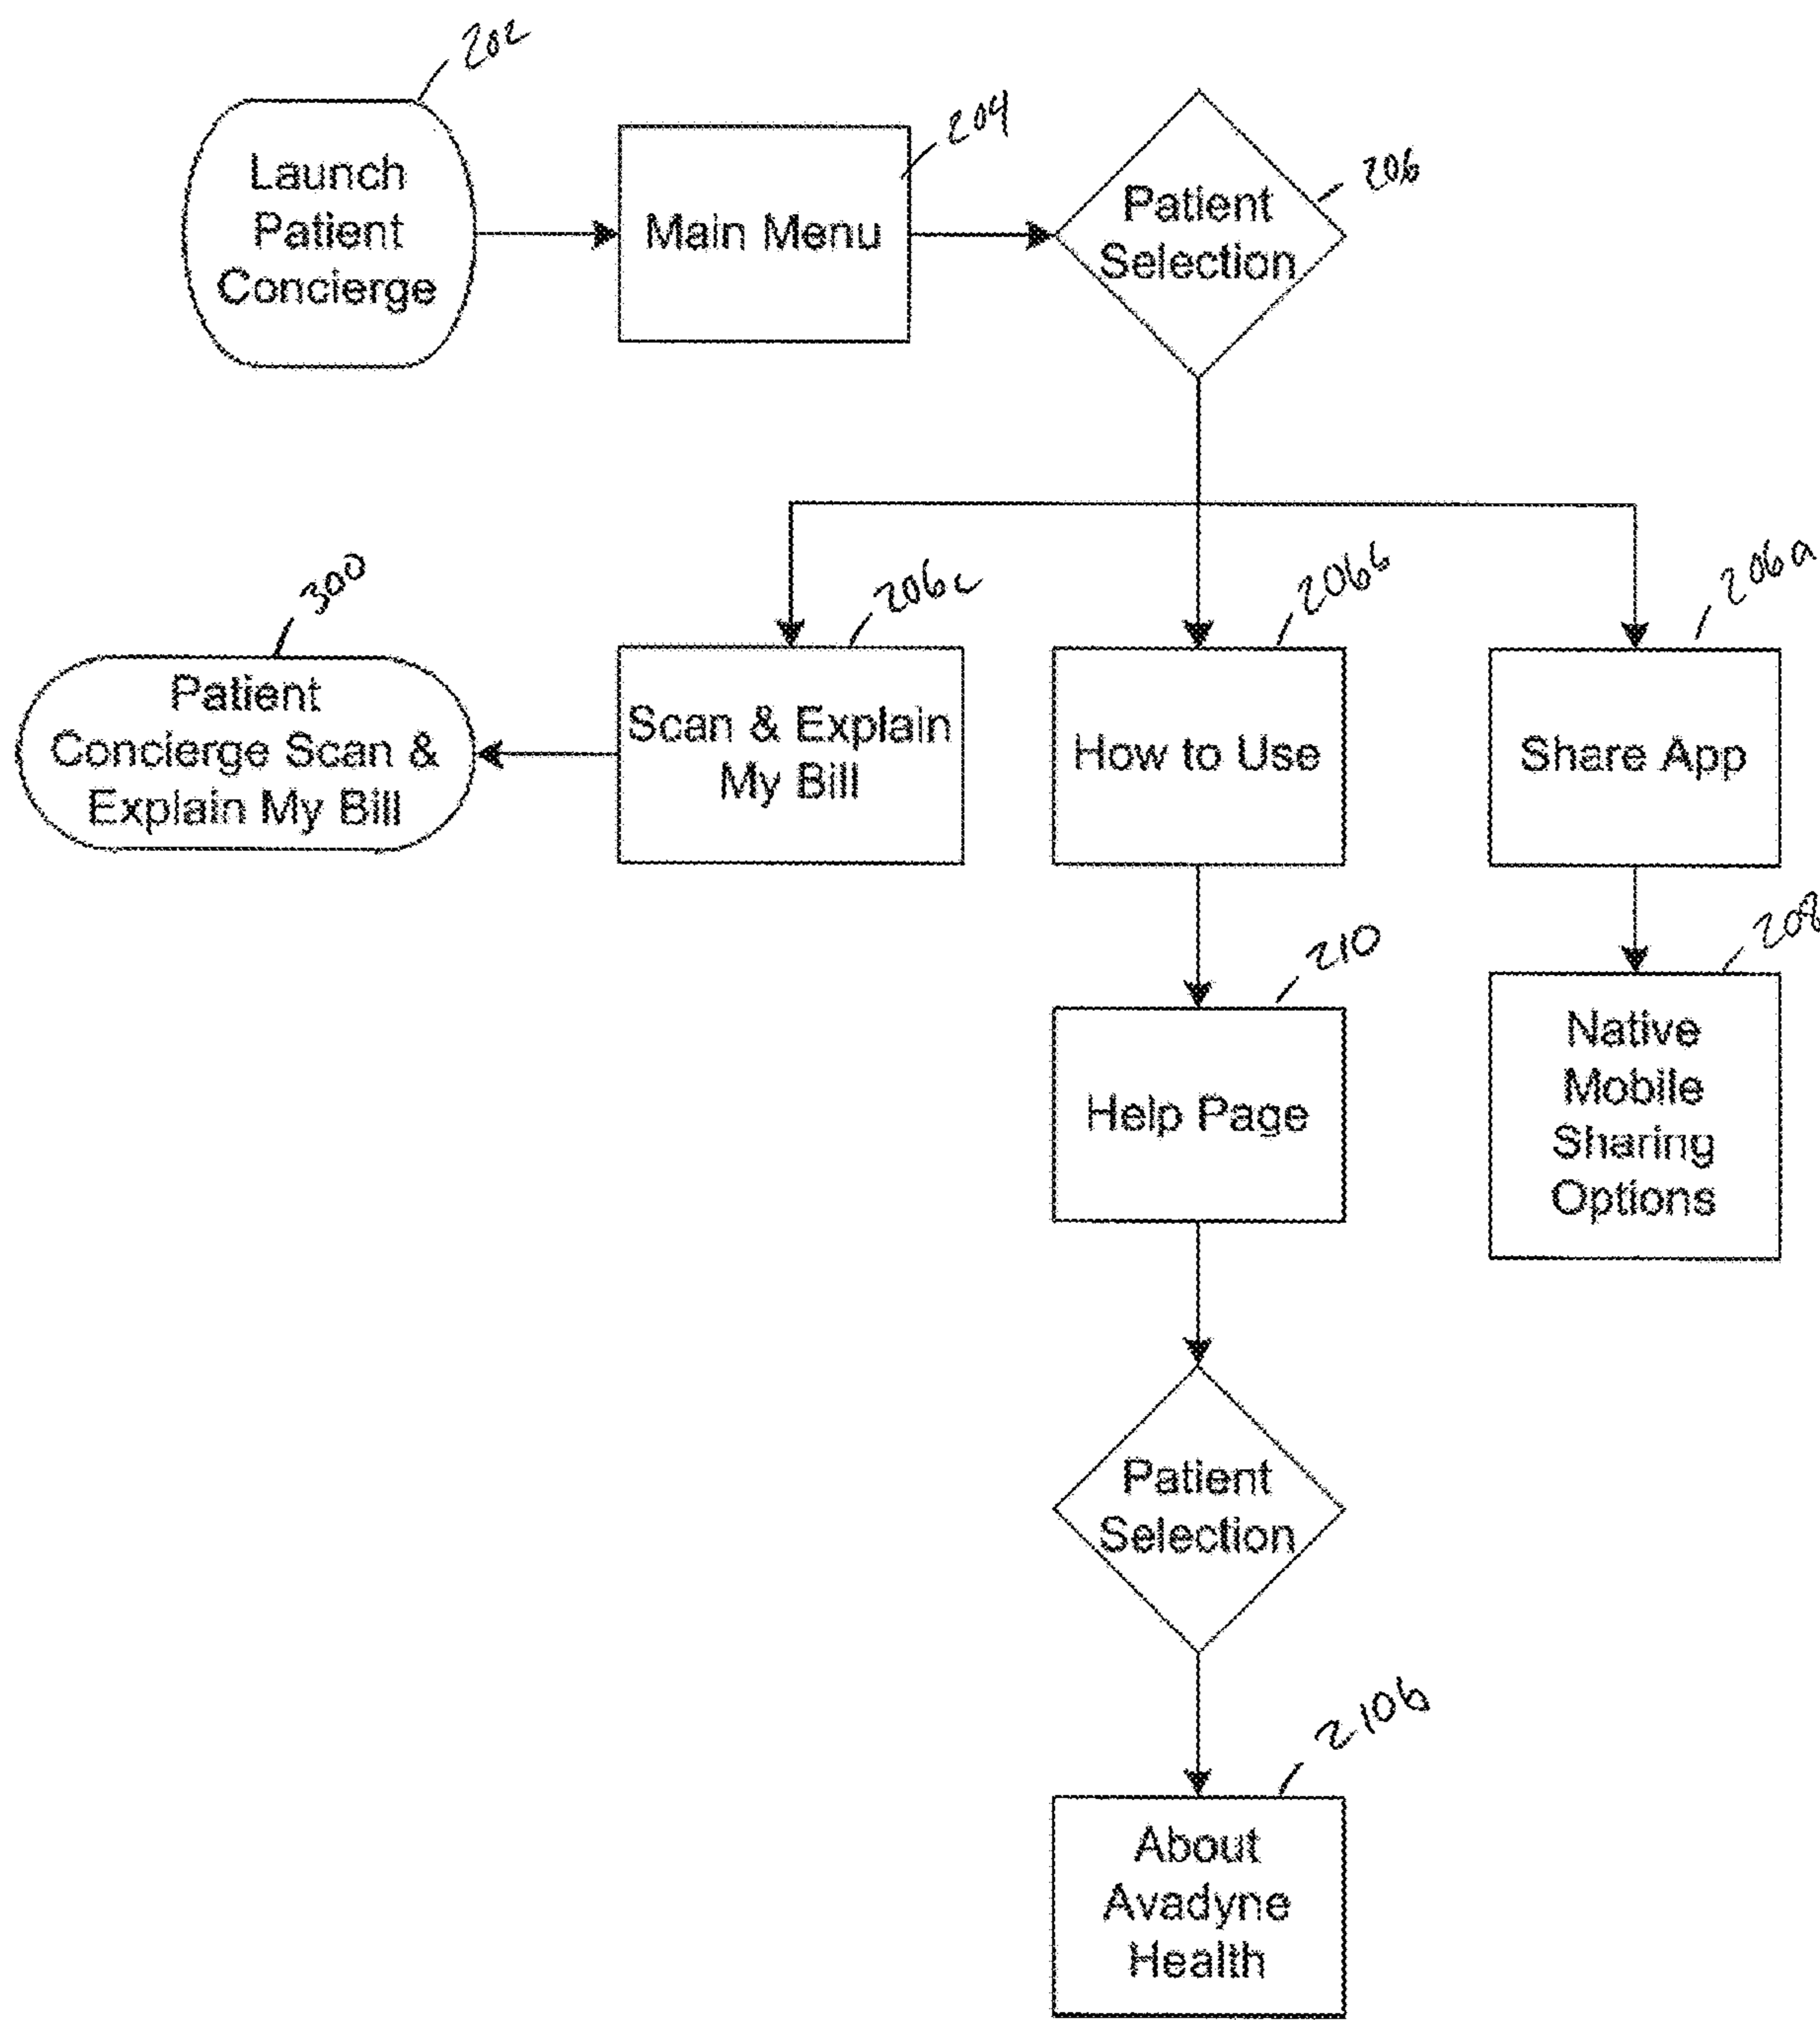 202
Launch
Patient
Concierge
204
Main Menu
206
Patient
Selection
300
Patient
Concierge Scan &
Explain My Bill
206c
Scan & Explain
My Bill
206b
How to Use
206a
Share App
210
Help Page
208
Native
Mobile
Sharing
Options
Patient
Selection
210b
About
Avadyne
Health